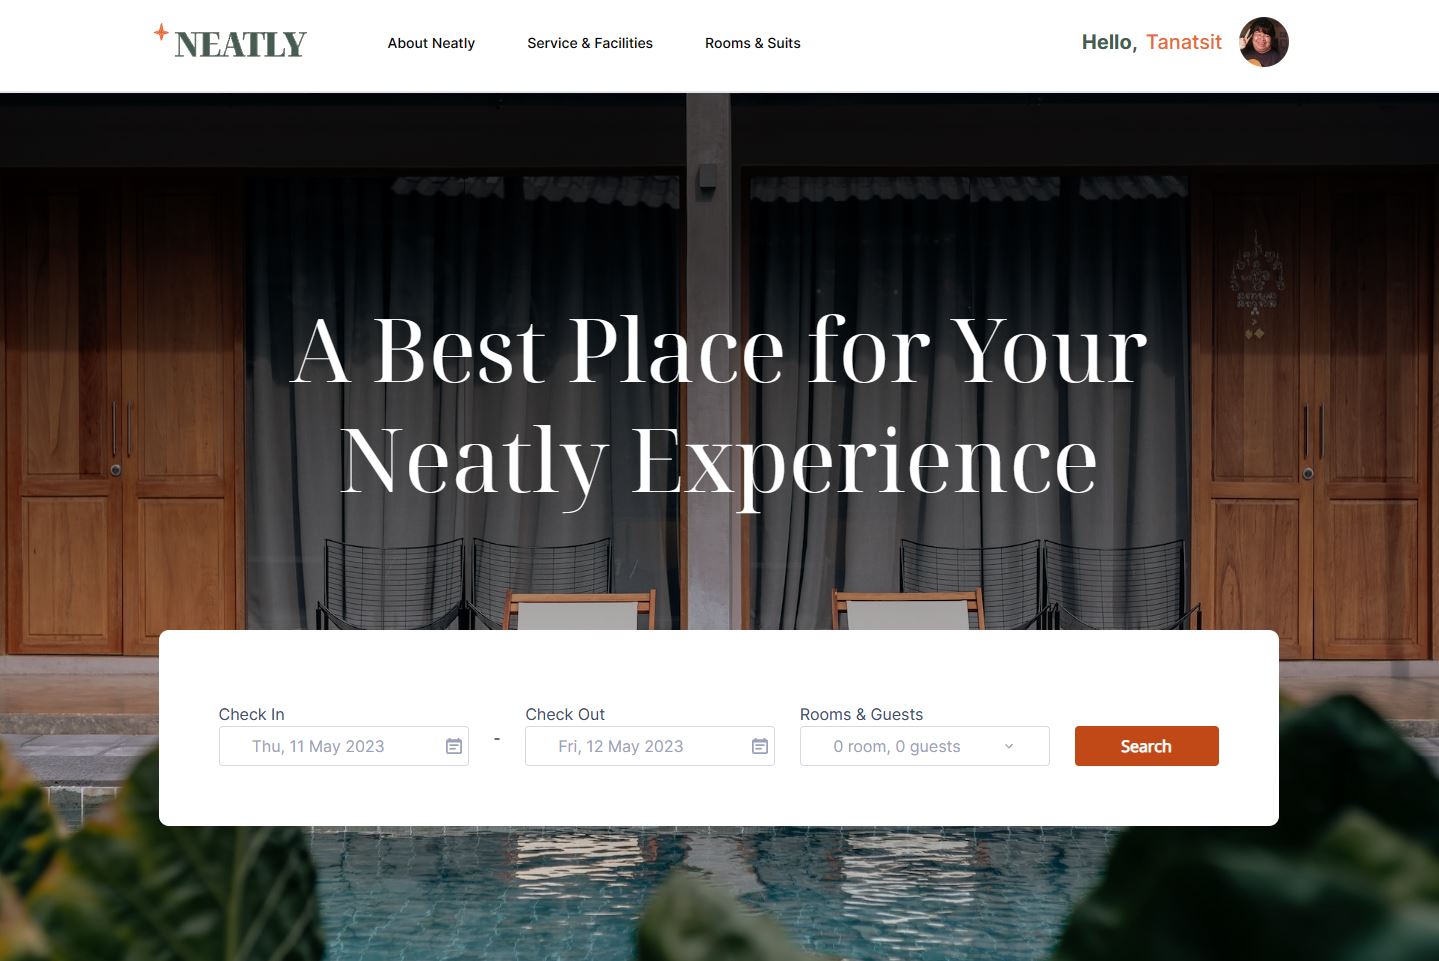 NEATLY
About Neatly
Service & Facilities
Rooms & Suits
Hello, Tanatsit
A Best Place for Your
Neatly Experience
Check In
Check Out
Rooms & Guests
Thu, 11 May 2023
-
Fri, 12 May 2023
0 room, 0 guests
Search